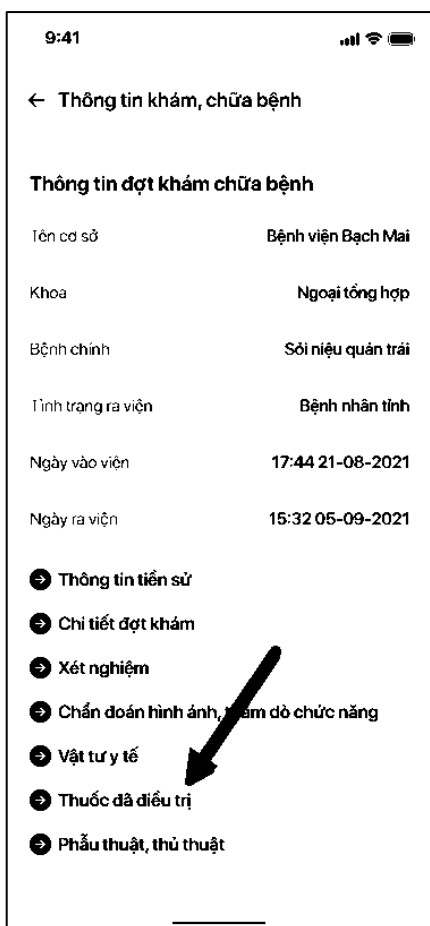 9:41
Thông tin khám, chữa bệnh
Thông tin đợt khám chữa bệnh
Tên cơ sở Bệnh viện Bạch Mai
Khoa Ngoại tổng hợp
Bệnh chính Sỏi niệu quản trái
Tình trạng ra viện Bệnh nhân tỉnh
Ngày vào viện 17:44 21-08-2021
Ngày ra viện 15:32 05-09-2021
Thông tin tiền sử
Chi tiết đợt khám
Xét nghiệm
Chẩn đoán hình ảnh, thăm dò chức năng
Vật tư y tế
Thuốc đã điều trị
Phẫu thuật, thủ thuật